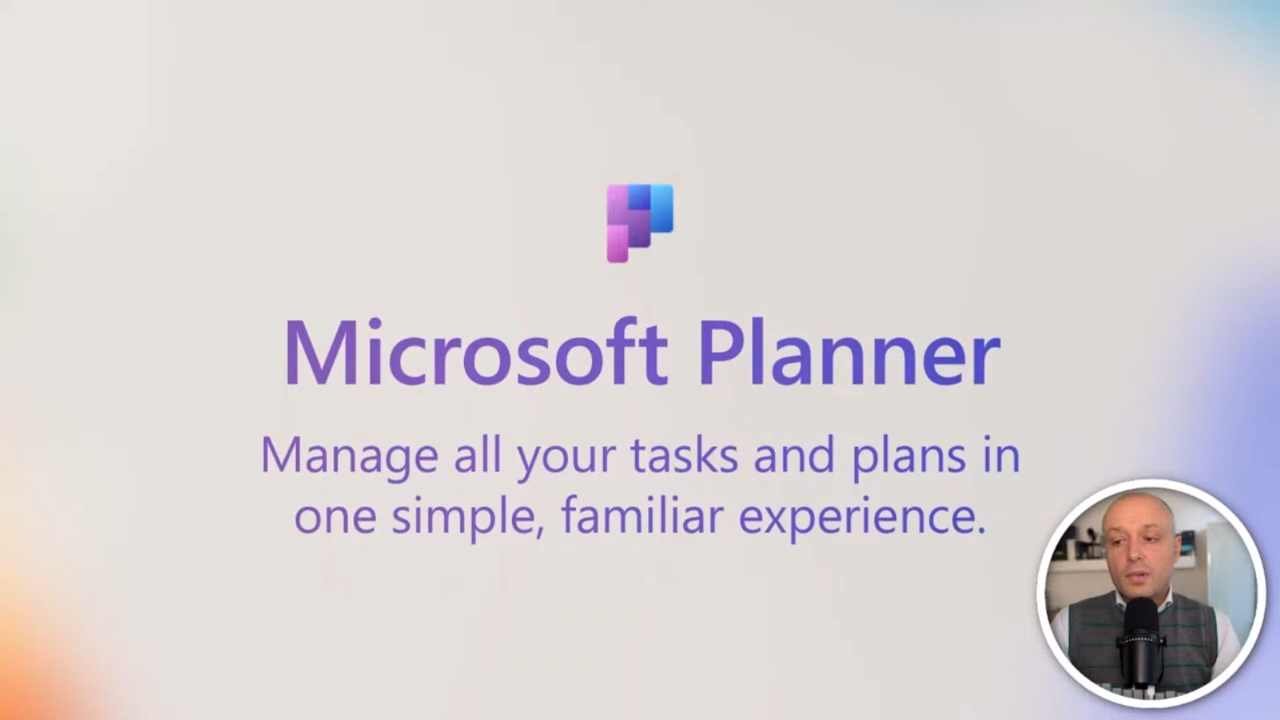 Microsoft Planner
Manage all your tasks and plans in
one simple, familiar experience.